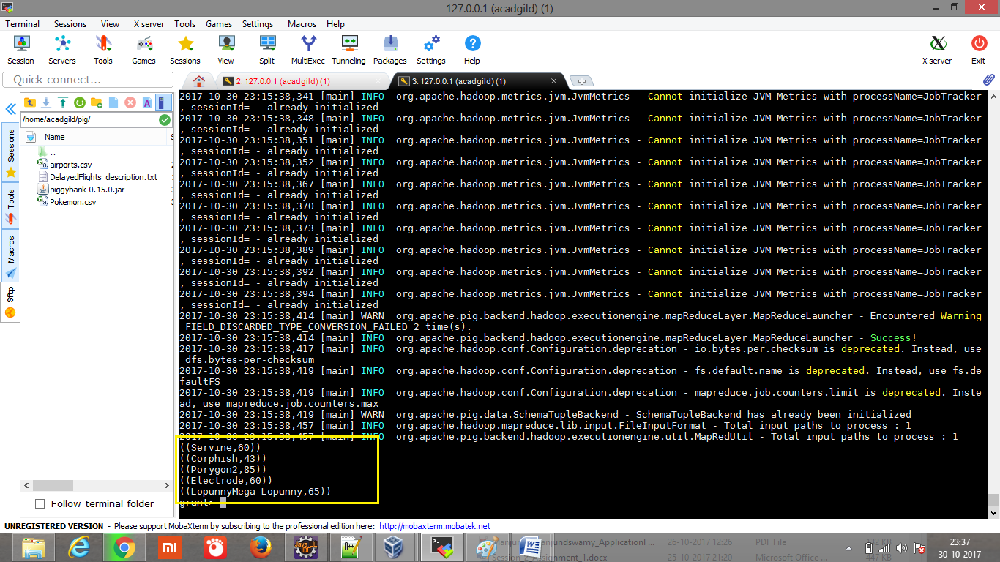 127.0.0.1 (acadgild) (1)
Terminal Sessions View X server Tools Games Settings Macros Help
Session Servers Tools Games Sessions View Split MultiExec Tunneling Packages Settings Help X server Exit
Quick connect...
2. 127.0.0.1 (acadgild) (1)
3. 127.0.0.1 (acadgild) (1)
/home/acadgild/pig/
Name
..
airports.csv
DelayedFlights_description.txt
piggybank-0.15.0.jar
Pokemon.csv
Sessions
Tools
Macros
Sftp
Follow terminal folder
2017-10-30 23:15:38,341 [main] INFO  org.apache.hadoop.metrics.jvm.JvmMetrics - Cannot initialize JVM Metrics with processName=JobTracker
, sessionId= - already initialized
2017-10-30 23:15:38,348 [main] INFO  org.apache.hadoop.metrics.jvm.JvmMetrics - Cannot initialize JVM Metrics with processName=JobTracker
, sessionId= - already initialized
2017-10-30 23:15:38,351 [main] INFO  org.apache.hadoop.metrics.jvm.JvmMetrics - Cannot initialize JVM Metrics with processName=JobTracker
, sessionId= - already initialized
2017-10-30 23:15:38,352 [main] INFO  org.apache.hadoop.metrics.jvm.JvmMetrics - Cannot initialize JVM Metrics with processName=JobTracker
, sessionId= - already initialized
2017-10-30 23:15:38,367 [main] INFO  org.apache.hadoop.metrics.jvm.JvmMetrics - Cannot initialize JVM Metrics with processName=JobTracker
, sessionId= - already initialized
2017-10-30 23:15:38,370 [main] INFO  org.apache.hadoop.metrics.jvm.JvmMetrics - Cannot initialize JVM Metrics with processName=JobTracker
, sessionId= - already initialized
2017-10-30 23:15:38,373 [main] INFO  org.apache.hadoop.metrics.jvm.JvmMetrics - Cannot initialize JVM Metrics with processName=JobTracker
, sessionId= - already initialized
2017-10-30 23:15:38,389 [main] INFO  org.apache.hadoop.metrics.jvm.JvmMetrics - Cannot initialize JVM Metrics with processName=JobTracker
, sessionId= - already initialized
2017-10-30 23:15:38,392 [main] INFO  org.apache.hadoop.metrics.jvm.JvmMetrics - Cannot initialize JVM Metrics with processName=JobTracker
, sessionId= - already initialized
2017-10-30 23:15:38,394 [main] INFO  org.apache.hadoop.metrics.jvm.JvmMetrics - Cannot initialize JVM Metrics with processName=JobTracker
, sessionId= - already initialized
2017-10-30 23:15:38,414 [main] WARN  org.apache.pig.backend.hadoop.executionengine.mapReduceLayer.MapReduceLauncher - Encountered Warning
 FIELD_DISCARDED_TYPE_CONVERSION_FAILED 2 time(s).
2017-10-30 23:15:38,414 [main] INFO  org.apache.pig.backend.hadoop.executionengine.mapReduceLayer.MapReduceLauncher - Success!
2017-10-30 23:15:38,417 [main] INFO  org.apache.hadoop.conf.Configuration.deprecation - io.bytes.per.checksum is deprecated. Instead, use
 dfs.bytes-per-checksum
2017-10-30 23:15:38,419 [main] INFO  org.apache.hadoop.conf.Configuration.deprecation - fs.default.name is deprecated. Instead, use fs.de
faultFS
2017-10-30 23:15:38,419 [main] INFO  org.apache.hadoop.conf.Configuration.deprecation - mapreduce.job.counters.limit is deprecated. Inste
ad, use mapreduce.job.counters.max
2017-10-30 23:15:38,419 [main] WARN  org.apache.pig.data.SchemaTupleBackend - SchemaTupleBackend has already been initialized
2017-10-30 23:15:38,457 [main] INFO  org.apache.hadoop.mapreduce.lib.input.FileInputFormat - Total input paths to process : 1
2017-10-30 23:15:38,457 [main] INFO  org.apache.pig.backend.hadoop.executionengine.util.MapRedUtil - Total input paths to process : 1
((Servine,60))
((Corphish,43))
((Porygon2,85))
((Electrode,60))
((LopunnyMega Lopunny,65))
grunt>
UNREGISTERED VERSION - Please support MobaXterm by subscribing to the professional edition here: http://mobaxterm.mobatek.net
26-10-2017 12:26 PDF File
Session_2_Assignment_1.docx 25-10-2017 21:20 Microsoft Office ... 447 KB
23:37
30-10-2017